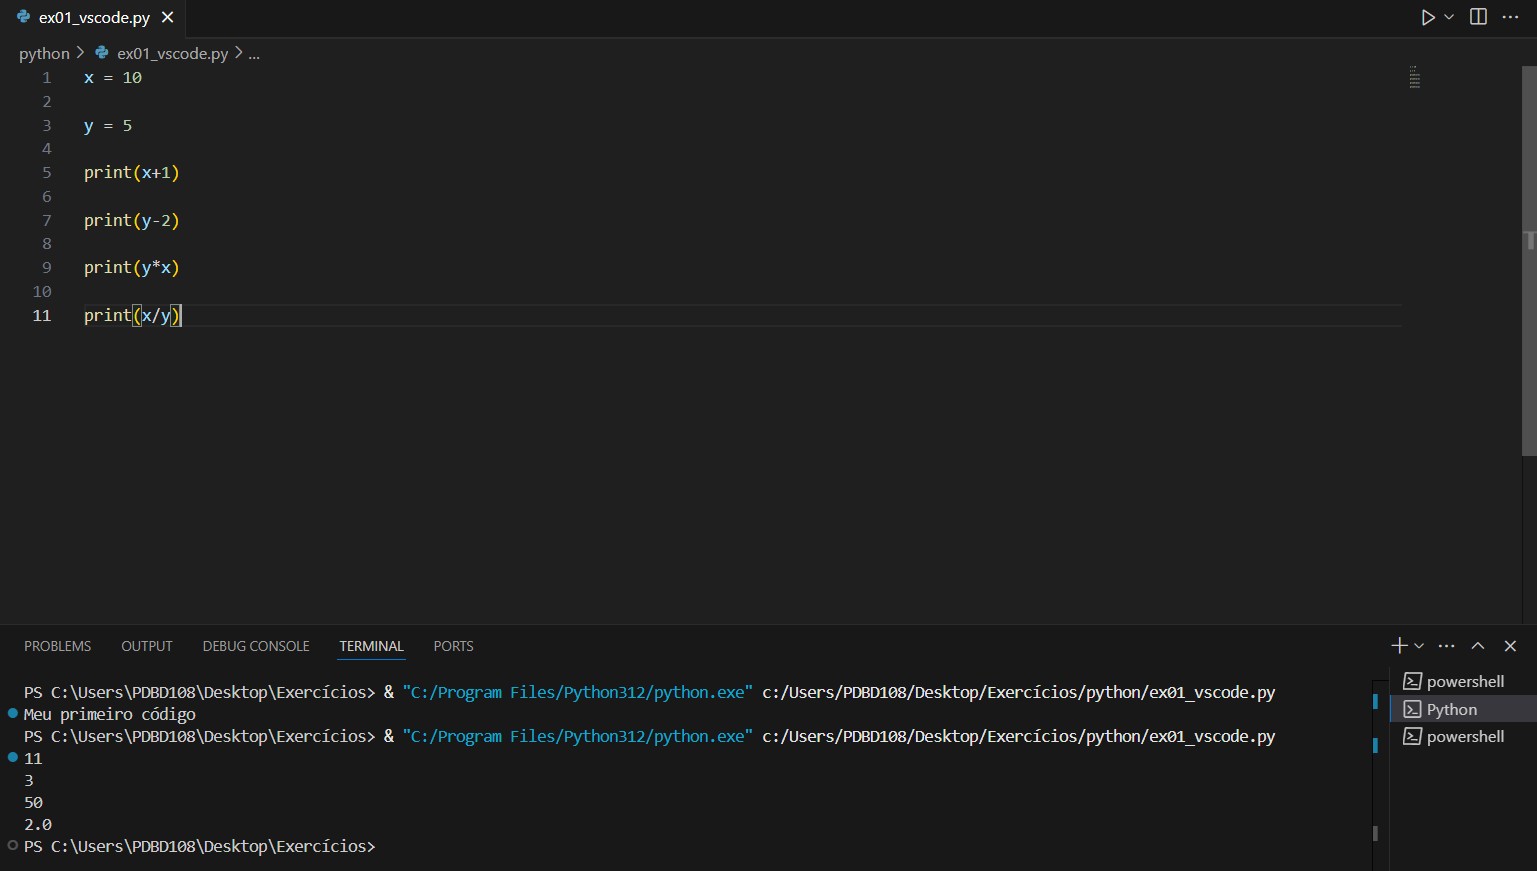 ex01_vscode.py
python > ex01_vscode.py > ...
1 x = 10
2
3 y = 5
4
5 print(x+1)
6
7 print(y-2)
8
9 print(y*x)
10
11 print(x/y)
PROBLEMS OUTPUT DEBUG CONSOLE TERMINAL PORTS
PS C:\Users\PDBD108\Desktop\Exercícios> & "C:/Program Files/Python312/python.exe" c:/Users/PDBD108/Desktop/Exercícios/python/ex01_vscode.py
Meu primeiro código
PS C:\Users\PDBD108\Desktop\Exercícios> & "C:/Program Files/Python312/python.exe" c:/Users/PDBD108/Desktop/Exercícios/python/ex01_vscode.py
11
3
50
2.0
PS C:\Users\PDBD108\Desktop\Exercícios>
powershell
Python
powershell